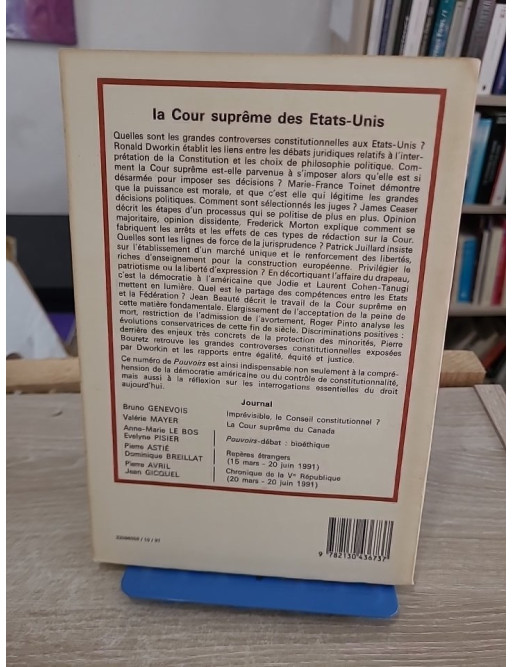 la Cour suprême des Etats-Unis
Quelles sont les grandes controverses constitutionnelles aux Etats-Unis ?
Ronald Dworkin établit les liens entre les débats juridiques relatifs à l'inter-
prétation de la Constitution et les choix de philosophie politique. Com-
ment la Cour suprême est-elle parvenue à s'imposer alors qu'elle est si
désarmée pour imposer ses décisions ? Marie-France Toinet démontre
que la puissance est morale, et que c'est elle qui légitime les grandes
décisions politiques. Comment sont sélectionnés les juges ? James Ceaser
décrit les étapes d'un processus qui se politise de plus en plus. Opinion
majoritaire, opinion dissidente, Frederick Morton explique comment se
fabriquent les arrêts et les effets de ces types de rédaction sur la Cour.
Quelles sont les lignes de force de la jurisprudence ? Patrick Juillard insiste
sur l'établissement d'un marché unique et le renforcement des libertés,
riches d'enseignement pour la construction européenne. Privilégier le
patriotisme ou la liberté d'expression ? En décortiquant l'affaire du drapeau,
c'est la démocratie à l'américaine que Jodie et Laurent Cohen-Tanugi
mettent en lumière. Quel est le partage des compétences entre les Etats
et la Fédération ? Jean Beauté décrit le travail de la Cour suprême en
cette matière fondamentale. Elargissement de l'acceptation de la peine de
mort, restriction de l'admission de l'avortement, Roger Pinto analyse les
évolutions conservatrices de cette fin de siècle. Discriminations positives :
derrière des enjeux très concrets de la protection des minorités, Pierre
Bouretz retrouve les grandes controverses constitutionnelles exposées
par Dworkin et les rapports entre égalité, équité et justice.
Ce numéro de Pouvoirs est ainsi indispensable non seulement à la compré-
hension de la démocratie américaine ou du contrôle de constitutionnalité,
mais aussi à la réflexion sur les interrogations essentielles du droit
aujourd'hui.
Journal
Bruno GENEVOIS Imprévisible, le Conseil constitutionnel ?
Valérie MAYER La Cour suprême du Canada
Anne-Marie LE BOS
Evelyne PISIER Pouvoirs-débat : bioéthique
Pierre ASTIÉ Repères étrangers
Dominique BREILLAT (15 mars - 20 juin 1991)
Pierre AVRIL Chronique de la Ve République
Jean GICQUEL (20 mars - 20 juin 1991)
9 782130 436737